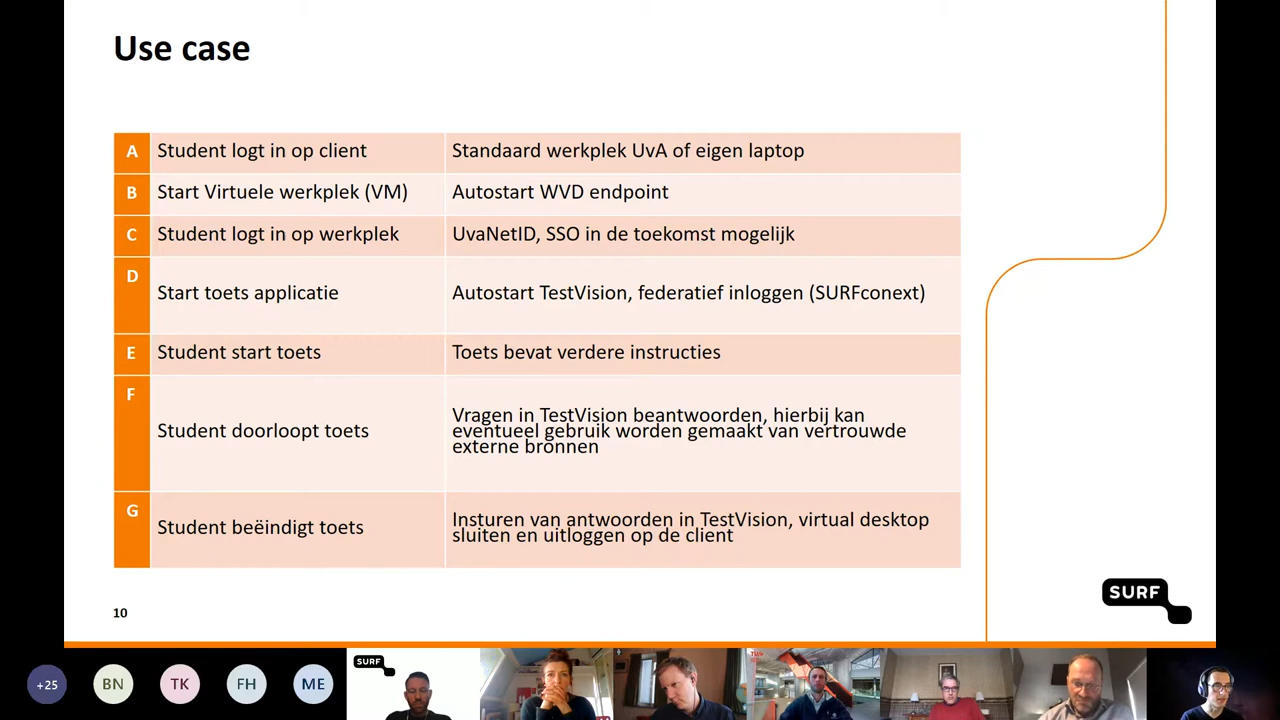 Use case
A Student logt in op client Standaard werkplek UvA of eigen laptop
B Start Virtuele werkplek (VM) Autostart WVD endpoint
C Student logt in op werkplek UvaNetID, SSO in de toekomst mogelijk
D Start toets applicatie Autostart TestVision, federatief inloggen (SURFconext)
E Student start toets Toets bevat verdere instructies
F Student doorloopt toets Vragen in TestVision beantwoorden, hierbij kan
eventueel gebruik worden gemaakt van vertrouwde
externe bronnen
G Student beëindigt toets Insturen van antwoorden in TestVision, virtual desktop
sluiten en uitloggen op de client
10
SURF
+25 BN TK FH ME
SURF